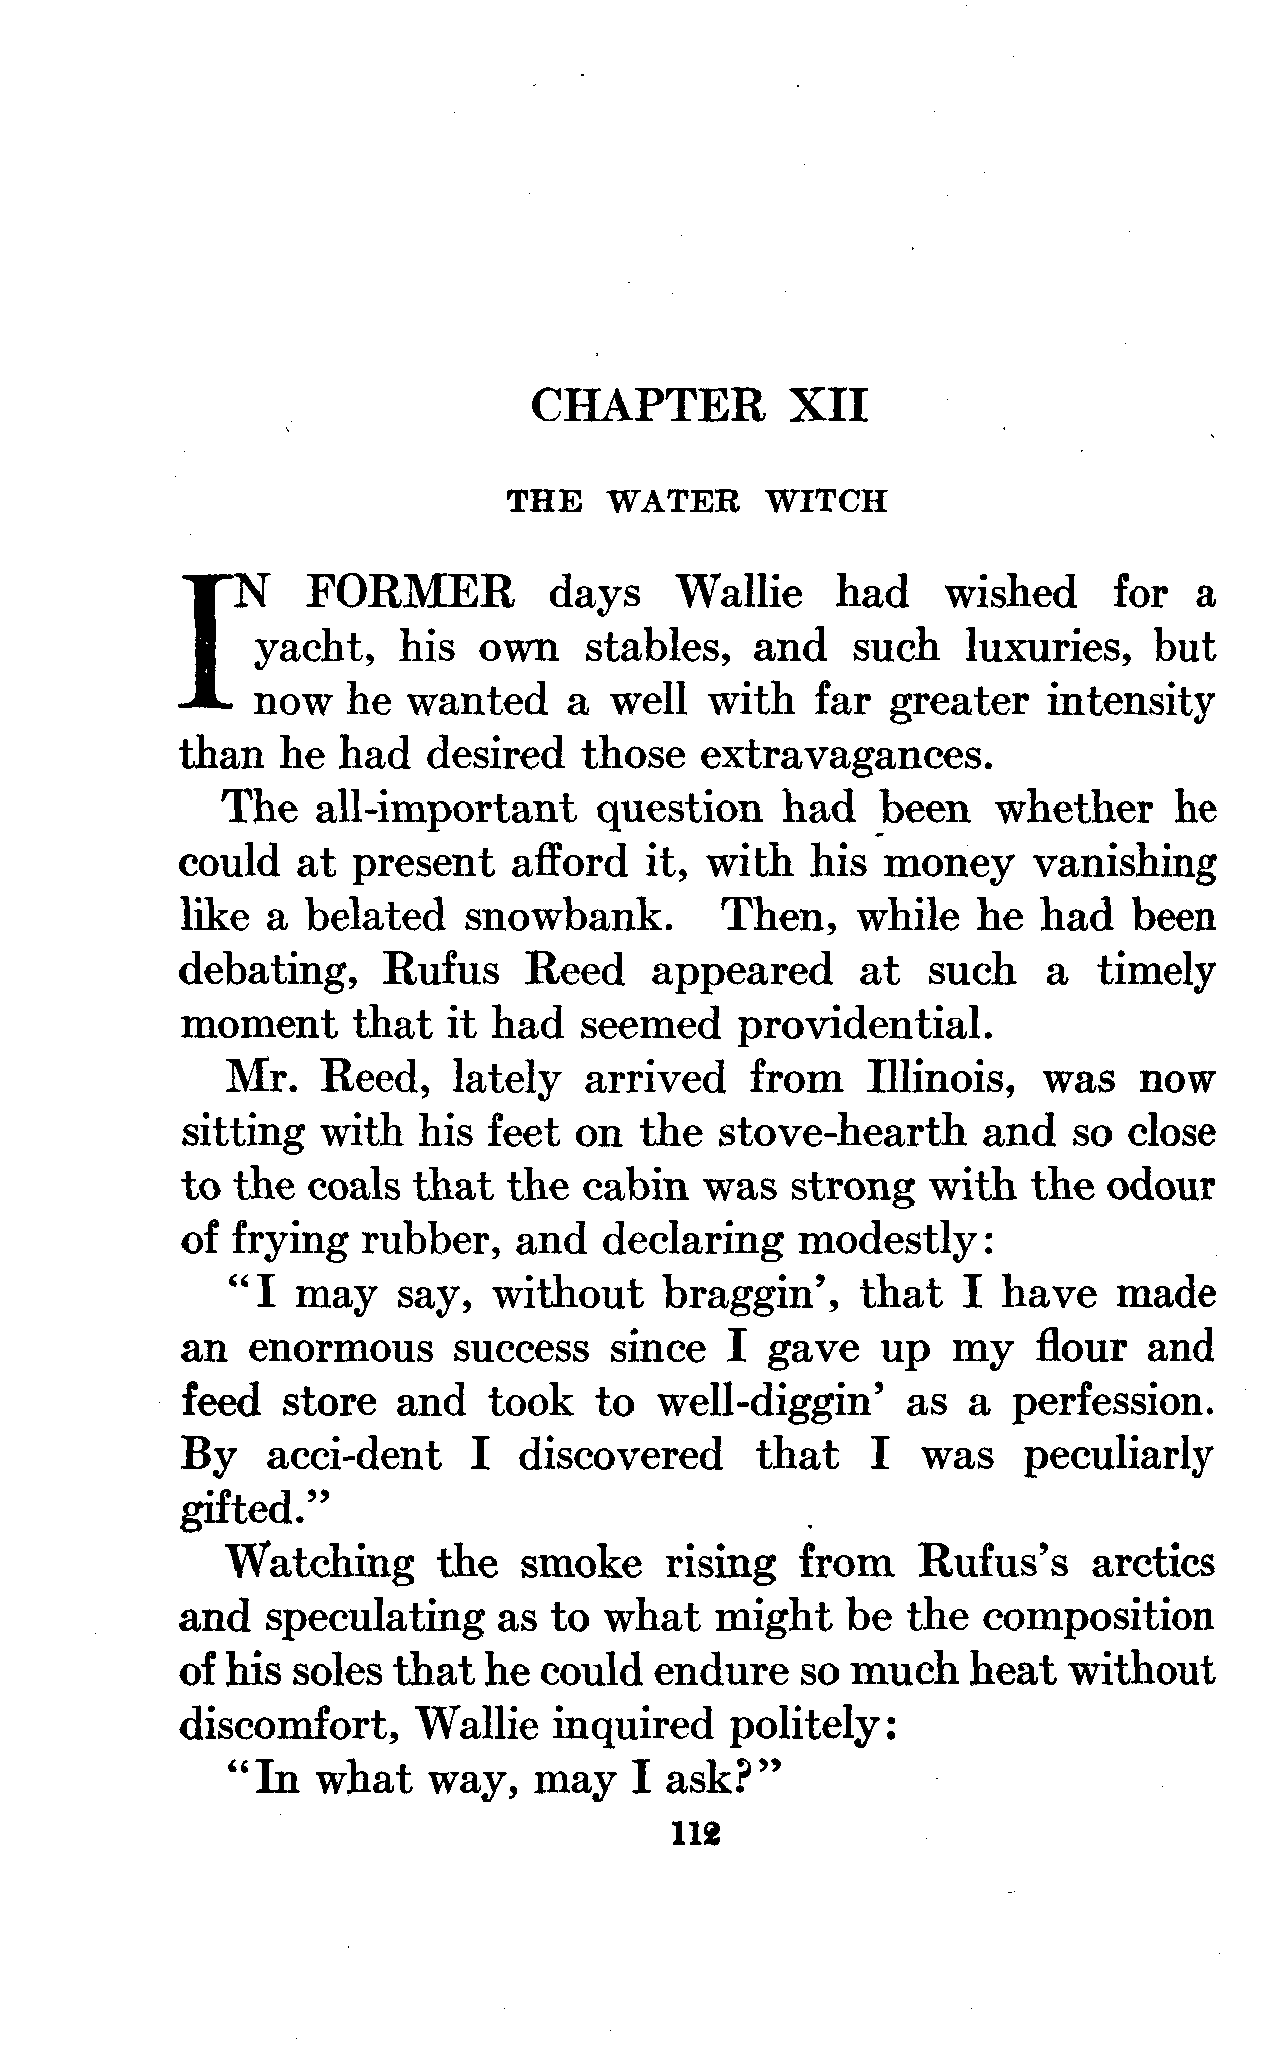 CHAPTER XII
THE WATER WITCH
IN FORMER days Wallie had wished for a
yacht, his own stables, and such luxuries, but
now he wanted a well with far greater intensity
than he had desired those extravagances.
The all-important question had been whether he
could at present afford it, with his money vanishing
like a belated snowbank. Then, while he had been
debating, Rufus Reed appeared at such a timely
moment that it had seemed providential.
Mr. Reed, lately arrived from Illinois, was now
sitting with his feet on the stove-hearth and so close
to the coals that the cabin was strong with the odour
of frying rubber, and declaring modestly:
“I may say, without braggin’, that I have made
an enormous success since I gave up my flour and
feed store and took to well-diggin’ as a perfession.
By acci-dent I discovered that I was peculiarly
gifted.”
Watching the smoke rising from Rufus’s arctics
and speculating as to what might be the composition
of his soles that he could endure so much heat without
discomfort, Wallie inquired politely:
“In what way, may I ask?”
112